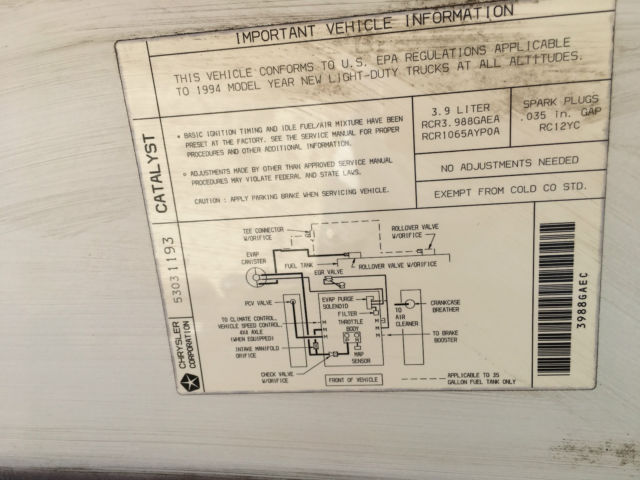 IMPORTANT VEHICLE INFORMATION
THIS VEHICLE CONFORMS TO U.S. EPA REGULATIONS APPLICABLE
TO 1994 MODEL YEAR NEW LIGHT-DUTY TRUCKS AT ALL ALTITUDES.
CATALYST
• BASIC IGNITION TIMING AND IDLE FUEL/AIR MIXTURE HAVE BEEN
PRESET AT THE FACTORY. SEE THE SERVICE MANUAL FOR PROPER
PROCEDURES AND OTHER ADDITIONAL INFORMATION.
• ADJUSTMENTS MADE BY OTHER THAN APPROVED SERVICE MANUAL
PROCEDURES MAY VIOLATE FEDERAL AND STATE LAWS.
CAUTION : APPLY PARKING BRAKE WHEN SERVICING VEHICLE.
3.9 LITER
RCR3.988GAEA
RCR1065AYP0A
SPARK PLUGS
.035 in. GAP
RC12YC
NO ADJUSTMENTS NEEDED
EXEMPT FROM COLD CO STD.
53031193
CHRYSLER
CORPORATION
TEE CONNECTOR
W/ORIFICE
ROLLOVER VALVE
W/ORIFICE
EVAP
CANISTER
FUEL TANK
ROLLOVER VALVE W/ORIFICE
EGR VALVE
PCV VALVE
EVAP PURGE
SOLENOID
FILTER
CRANKCASE
BREATHER
TO CLIMATE CONTROL,
VEHICLE SPEED CONTROL,
4X4 AXLE
(WHEN EQUIPPED)
THROTTLE
BODY
TO
AIR
CLEANER
TO BRAKE
BOOSTER
INTAKE MANIFOLD
ORIFICE
MAP
SENSOR
CHECK VALVE
W/ORIFICE
FRONT OF VEHICLE
APPLICABLE TO 35
GALLON FUEL TANK ONLY
3988GAEC